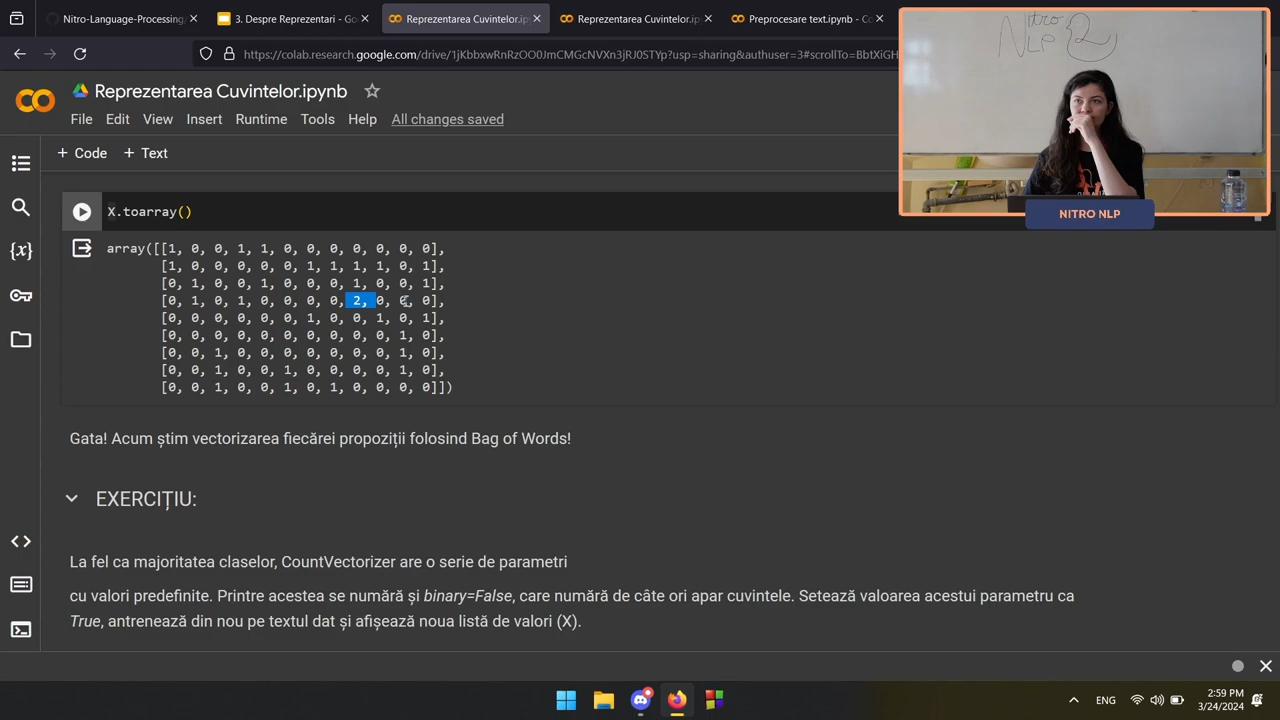 Nitro-Language-Processing,
3. Despre Reprezentari - Go
Reprezentarea Cuvintelor.ip
Reprezentarea Cuvintelor.ip
Preprocesare text.ipynb - Co
https://colab.research.google.com/drive/1jKbbxwRnRzOO0JmCMGcNVXn3jRJ0STYp?usp=sharing&authuser=3#scrollTo=BbtXiGH
Reprezentarea Cuvintelor.ipynb
File Edit View Insert Runtime Tools Help All changes saved
+ Code + Text
X.toarray()
array([[1, 0, 0, 1, 1, 0, 0, 0, 0, 0, 0, 0],
[1, 0, 0, 0, 0, 0, 1, 1, 1, 1, 0, 1],
[0, 1, 0, 0, 1, 0, 0, 0, 1, 0, 0, 1],
[0, 1, 0, 1, 0, 0, 0, 0, 2, 0, 0, 0],
[0, 0, 0, 0, 0, 0, 1, 0, 0, 1, 0, 1],
[0, 0, 0, 0, 0, 0, 0, 0, 0, 0, 1, 0],
[0, 0, 1, 0, 0, 0, 0, 0, 0, 0, 1, 0],
[0, 0, 1, 0, 0, 1, 0, 0, 0, 0, 1, 0],
[0, 0, 1, 0, 0, 1, 0, 1, 0, 0, 0, 0]])
Gata! Acum știm vectorizarea fiecărei propoziții folosind Bag of Words!
EXERCIȚIU:
La fel ca majoritatea claselor, CountVectorizer are o serie de parametri
cu valori predefinite. Printre acestea se numără și binary=False, care numără de câte ori apar cuvintele. Setează valoarea acestui parametru ca
True, antrenează din nou pe textul dat și afișează noua listă de valori (X).
Nitro
NLP 2
NITRO NLP
ENG
2:59 PM
3/24/2024